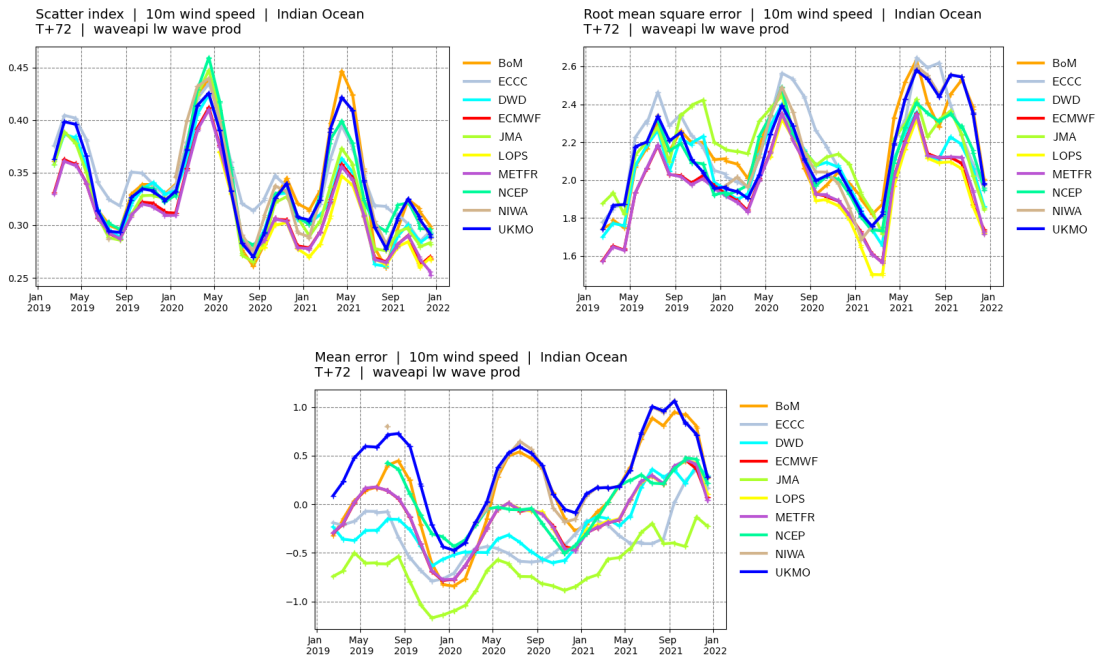 Scatter index | 10m wind speed | Indian Ocean
T+72 | waveapi lw wave prod
0.45
0.40
0.35
0.30
0.25
Jan 2019
May
Sep
Jan 2020
May
Sep
Jan 2021
May
Sep
Jan 2022
BoM
ECCC
DWD
ECMWF
JMA
LOPS
METFR
NCEP
NIWA
UKMO
Root mean square error | 10m wind speed | Indian Ocean
T+72 | waveapi lw wave prod
2.6
2.4
2.2
2.0
1.8
1.6
Jan 2019
May 2019
Sep 2019
Jan 2020
May 2020
Sep 2020
Jan 2021
May 2021
Sep 2021
Jan 2022
BoM
ECCC
DWD
ECMWF
JMA
LOPS
METFR
NCEP
NIWA
UKMO
Mean error | 10m wind speed | Indian Ocean
T+72 | waveapi lw wave prod
1.0
0.5
0.0
−0.5
−1.0
Jan 2019
May 2019
Sep 2019
Jan 2020
May 2020
Sep 2020
Jan 2021
May 2021
Sep 2021
Jan 2022
BoM
ECCC
DWD
ECMWF
JMA
LOPS
METFR
NCEP
NIWA
UKMO